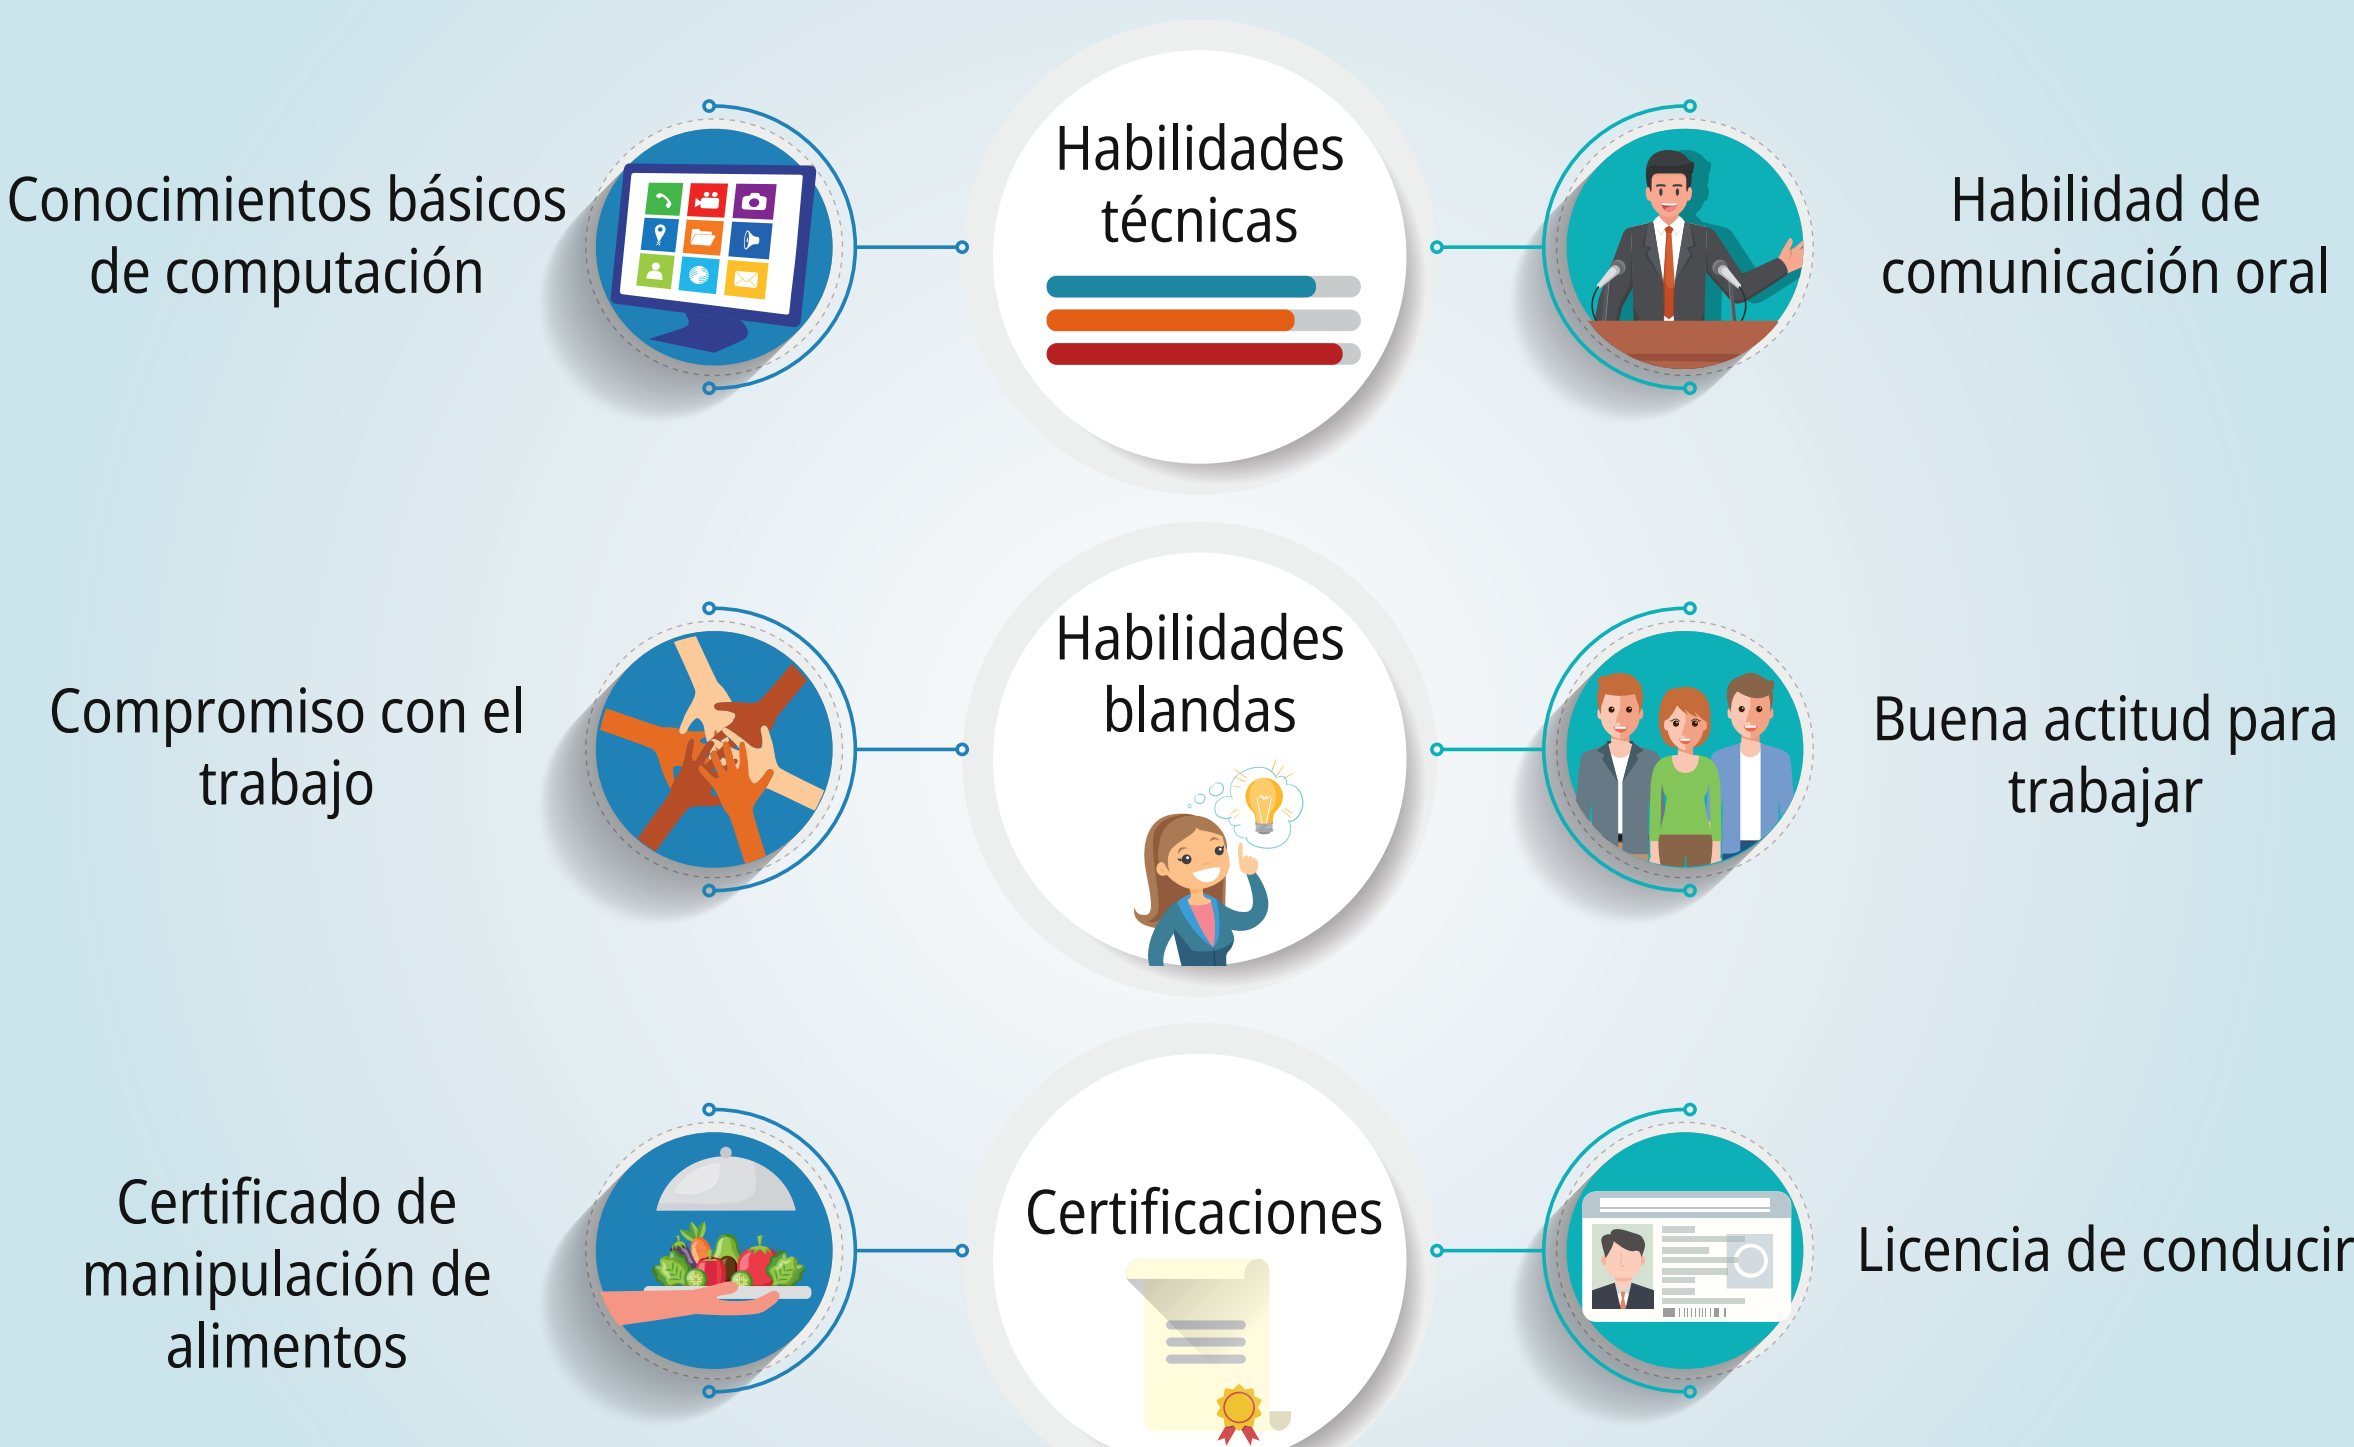 Conocimientos básicos
de computación
Habilidades
técnicas
Habilidad de
comunicación oral
Compromiso con el
trabajo
Habilidades
blandas
Buena actitud para
trabajar
Certificado de
manipulación de
alimentos
Certificaciones
Licencia de conducir